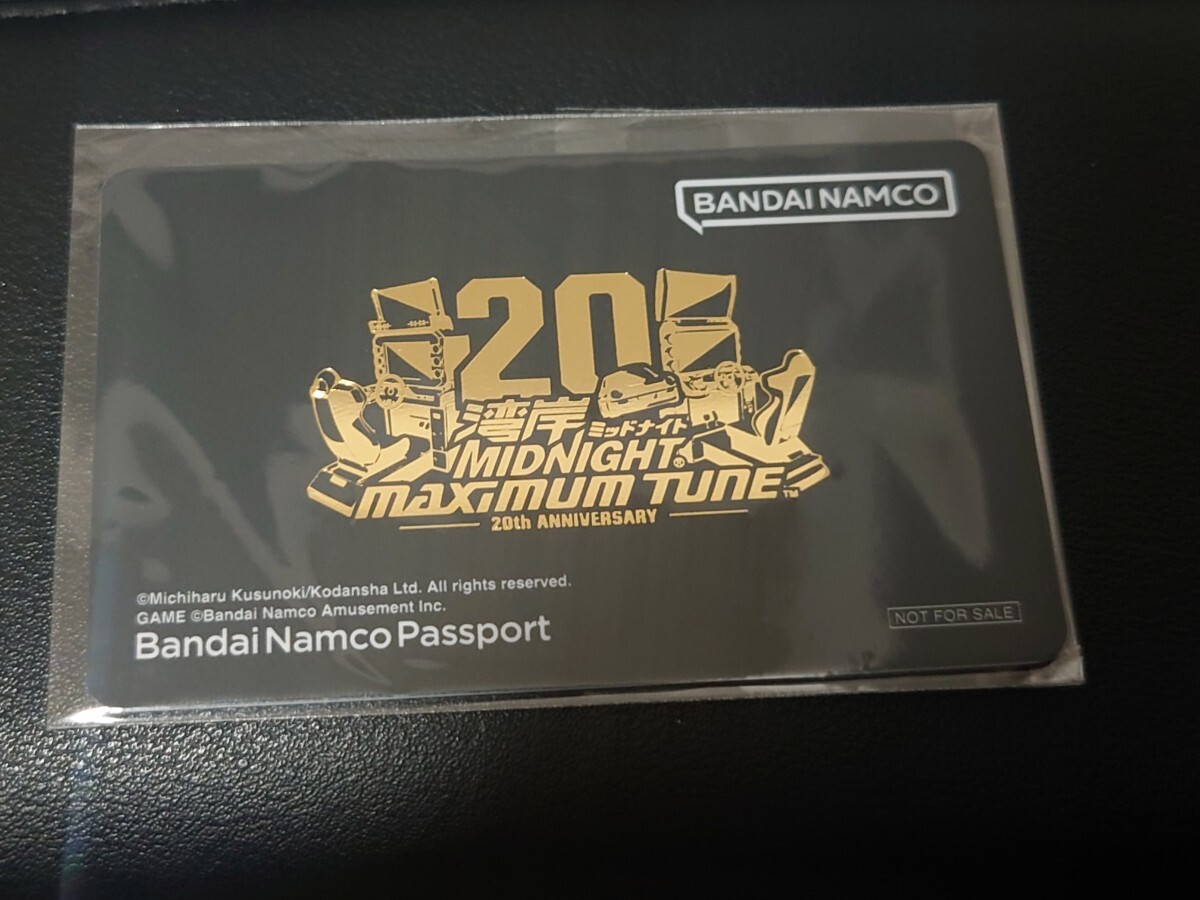 BANDAI NAMCO
20
湾岸 ミッドナイト
MIDNIGHT®
MAXIMUM TUNE™
20th ANNIVERSARY
©Michiharu Kusunoki/Kodansha Ltd. All rights reserved.
GAME ©Bandai Namco Amusement Inc.
Bandai Namco Passport
NOT FOR SALE